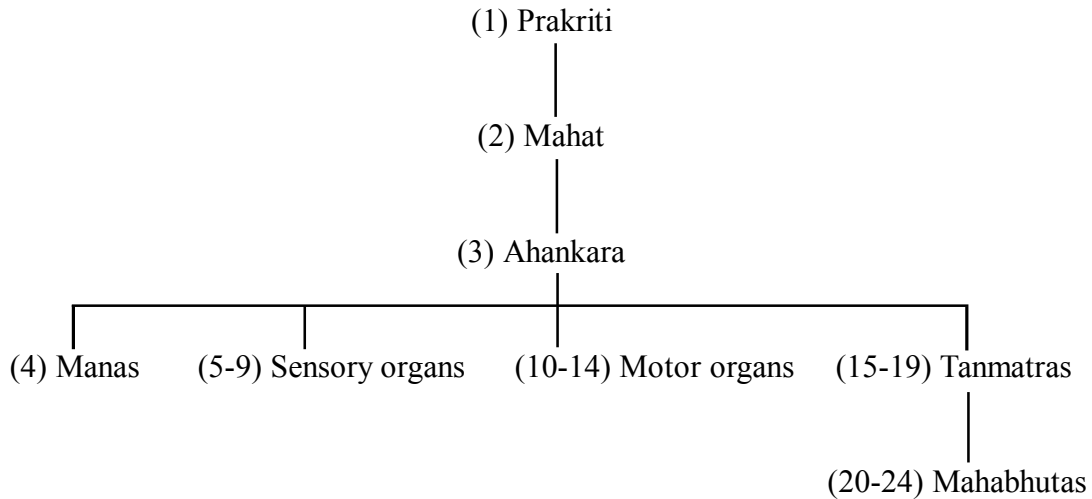 (1) Prakriti
(2) Mahat
(3) Ahankara
(4) Manas (5-9) Sensory organs (10-14) Motor organs (15-19) Tanmatras
(20-24) Mahabhutas